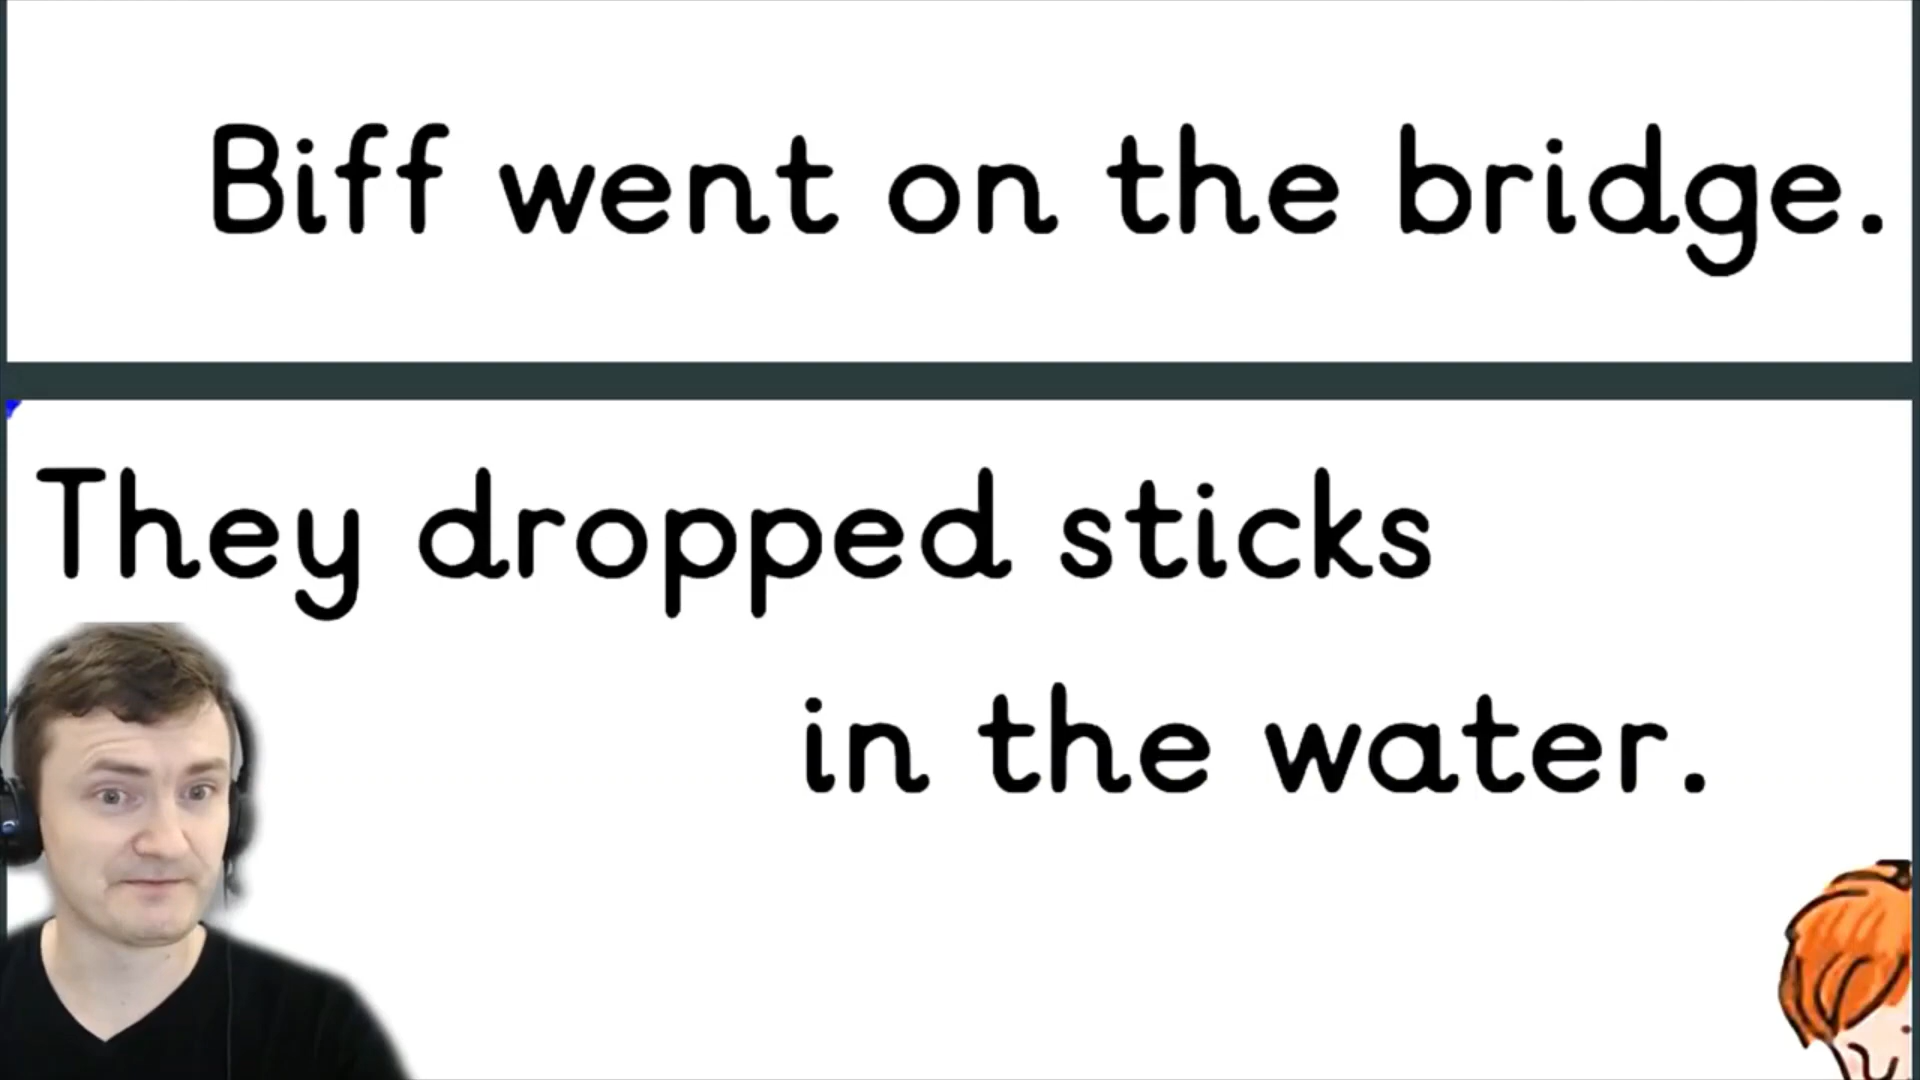 Biff went on the bridge.
They dropped sticks
in the water.